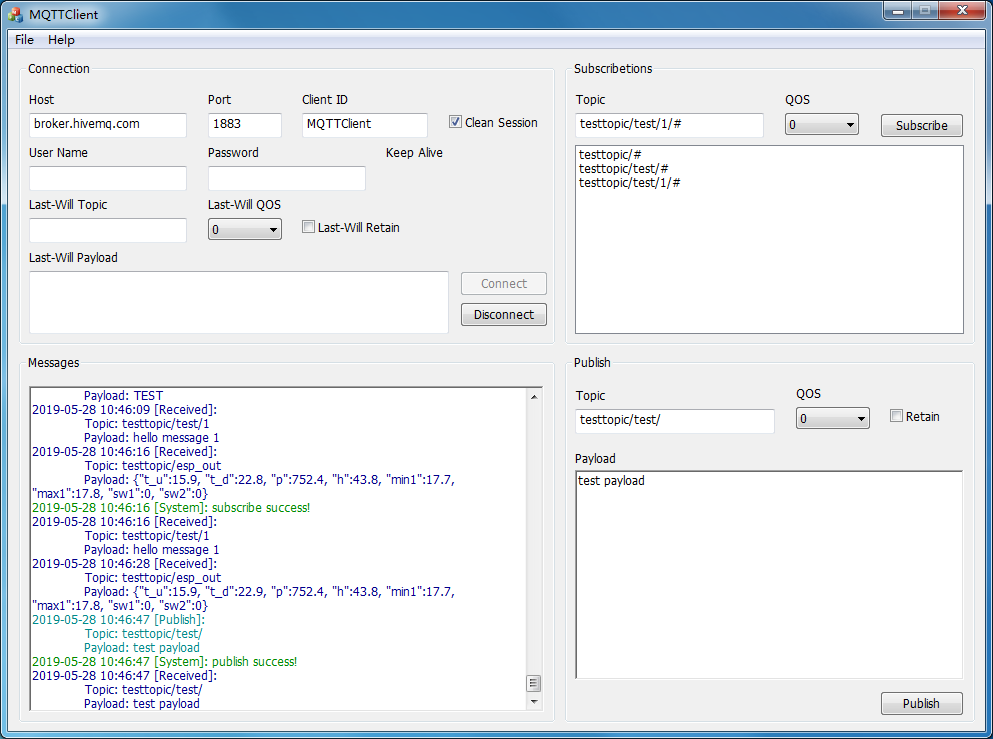 MQTTClient
File Help
Connection
Host Port Client ID
broker.hivemq.com 1883 MQTTClient Clean Session
User Name Password Keep Alive
Last-Will Topic Last-Will QOS
0 Last-Will Retain
Last-Will Payload
Connect
Disconnect
Subscribetions
Topic QOS
testtopic/test/1/# 0 Subscribe
testtopic/#
testtopic/test/#
testtopic/test/1/#
Messages
Payload: TEST
2019-05-28 10:46:09 [Received]:
Topic: testtopic/test/1
Payload: hello message 1
2019-05-28 10:46:16 [Received]:
Topic: testtopic/esp_out
Payload: {"t_u":15.9, "t_d":22.8, "p":752.4, "h":43.8, "min1":17.7,
"max1":17.8, "sw1":0, "sw2":0}
2019-05-28 10:46:16 [System]: subscribe success!
2019-05-28 10:46:16 [Received]:
Topic: testtopic/test/1
Payload: hello message 1
2019-05-28 10:46:28 [Received]:
Topic: testtopic/esp_out
Payload: {"t_u":15.9, "t_d":22.9, "p":752.4, "h":43.8, "min1":17.7,
"max1":17.8, "sw1":0, "sw2":0}
2019-05-28 10:46:47 [Publish]:
Topic: testtopic/test/
Payload: test payload
2019-05-28 10:46:47 [System]: publish success!
2019-05-28 10:46:47 [Received]:
Topic: testtopic/test/
Payload: test payload
Publish
Topic QOS
testtopic/test/ 0 Retain
Payload
test payload
Publish